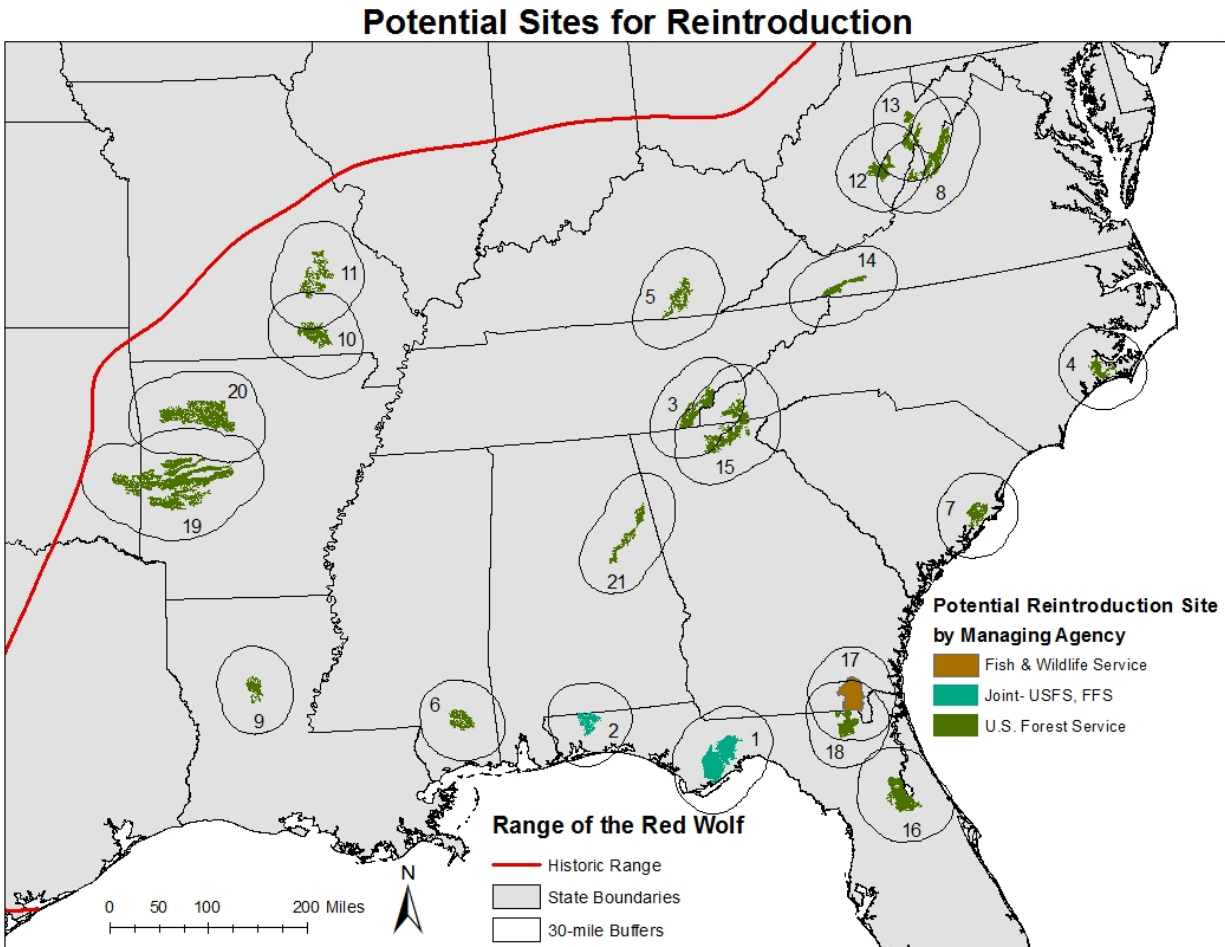 Potential Sites for Reintroduction
13
12
8
11
5
14
10
4
20
3
15
19
7
21
Potential Reintroduction Site
by Managing Agency
Fish & Wildlife Service
Joint- USFS, FFS
U.S. Forest Service
17
9
6
2
1
18
16
Range of the Red Wolf
Historic Range
State Boundaries
30-mile Buffers
N
0 50 100 200 Miles